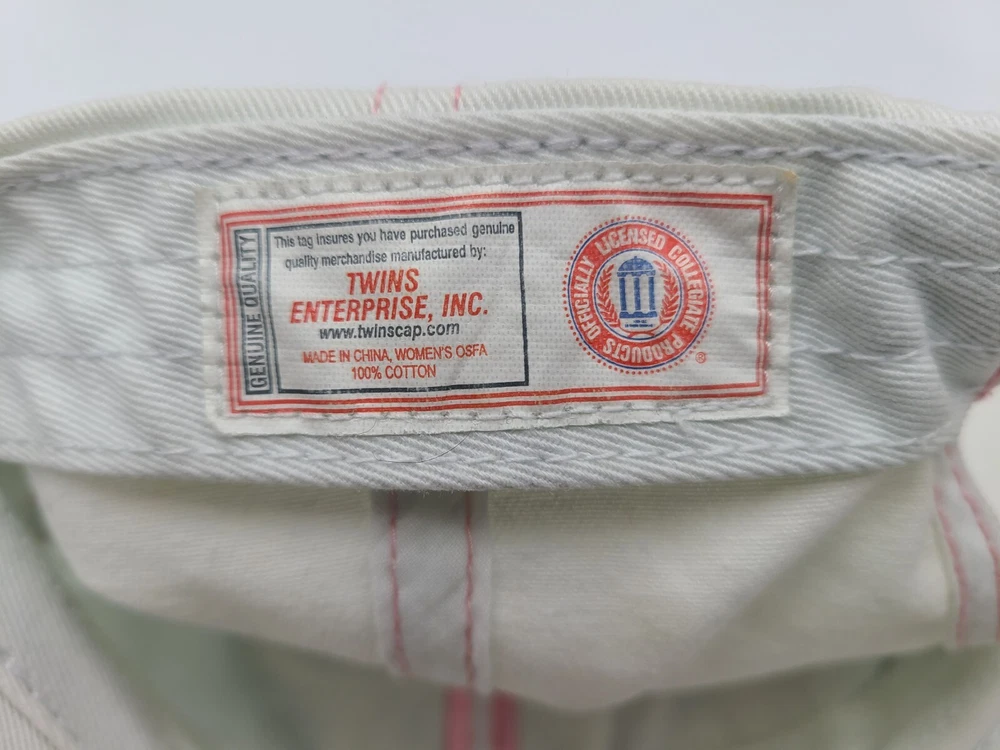 GENUINE QUALITY
This tag insures you have purchased genuine
quality merchandise manufactured by:
TWINS
ENTERPRISE, INC.
www.twinscap.com
MADE IN CHINA, WOMEN'S OSFA
100% COTTON
OFFICIALLY LICENSED COLLEGIATE PRODUCTS
®